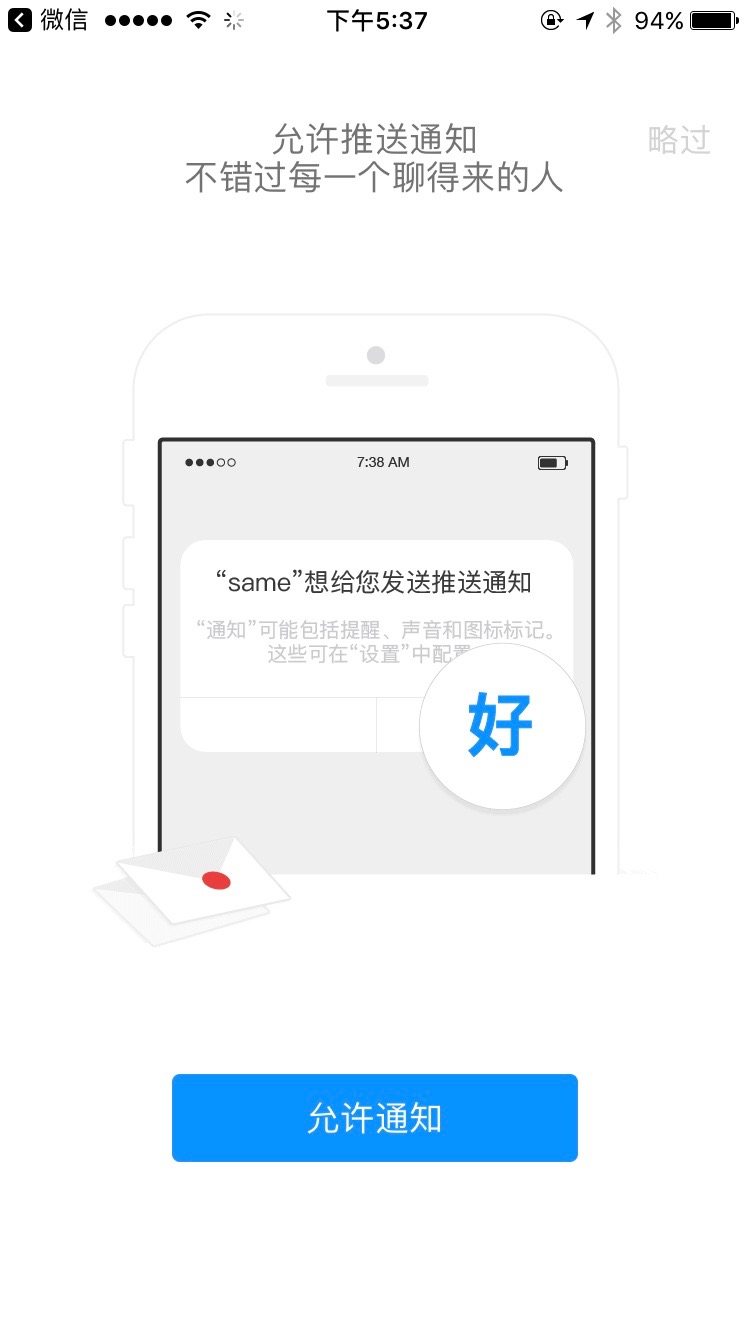 微信 下午5:37 94%
允许推送通知
略过
不错过每一个聊得来的人
7:38 AM
“same”想给您发送推送通知
“通知”可能包括提醒、声音和图标标记。
这些可在“设置”中配置
好
允许通知